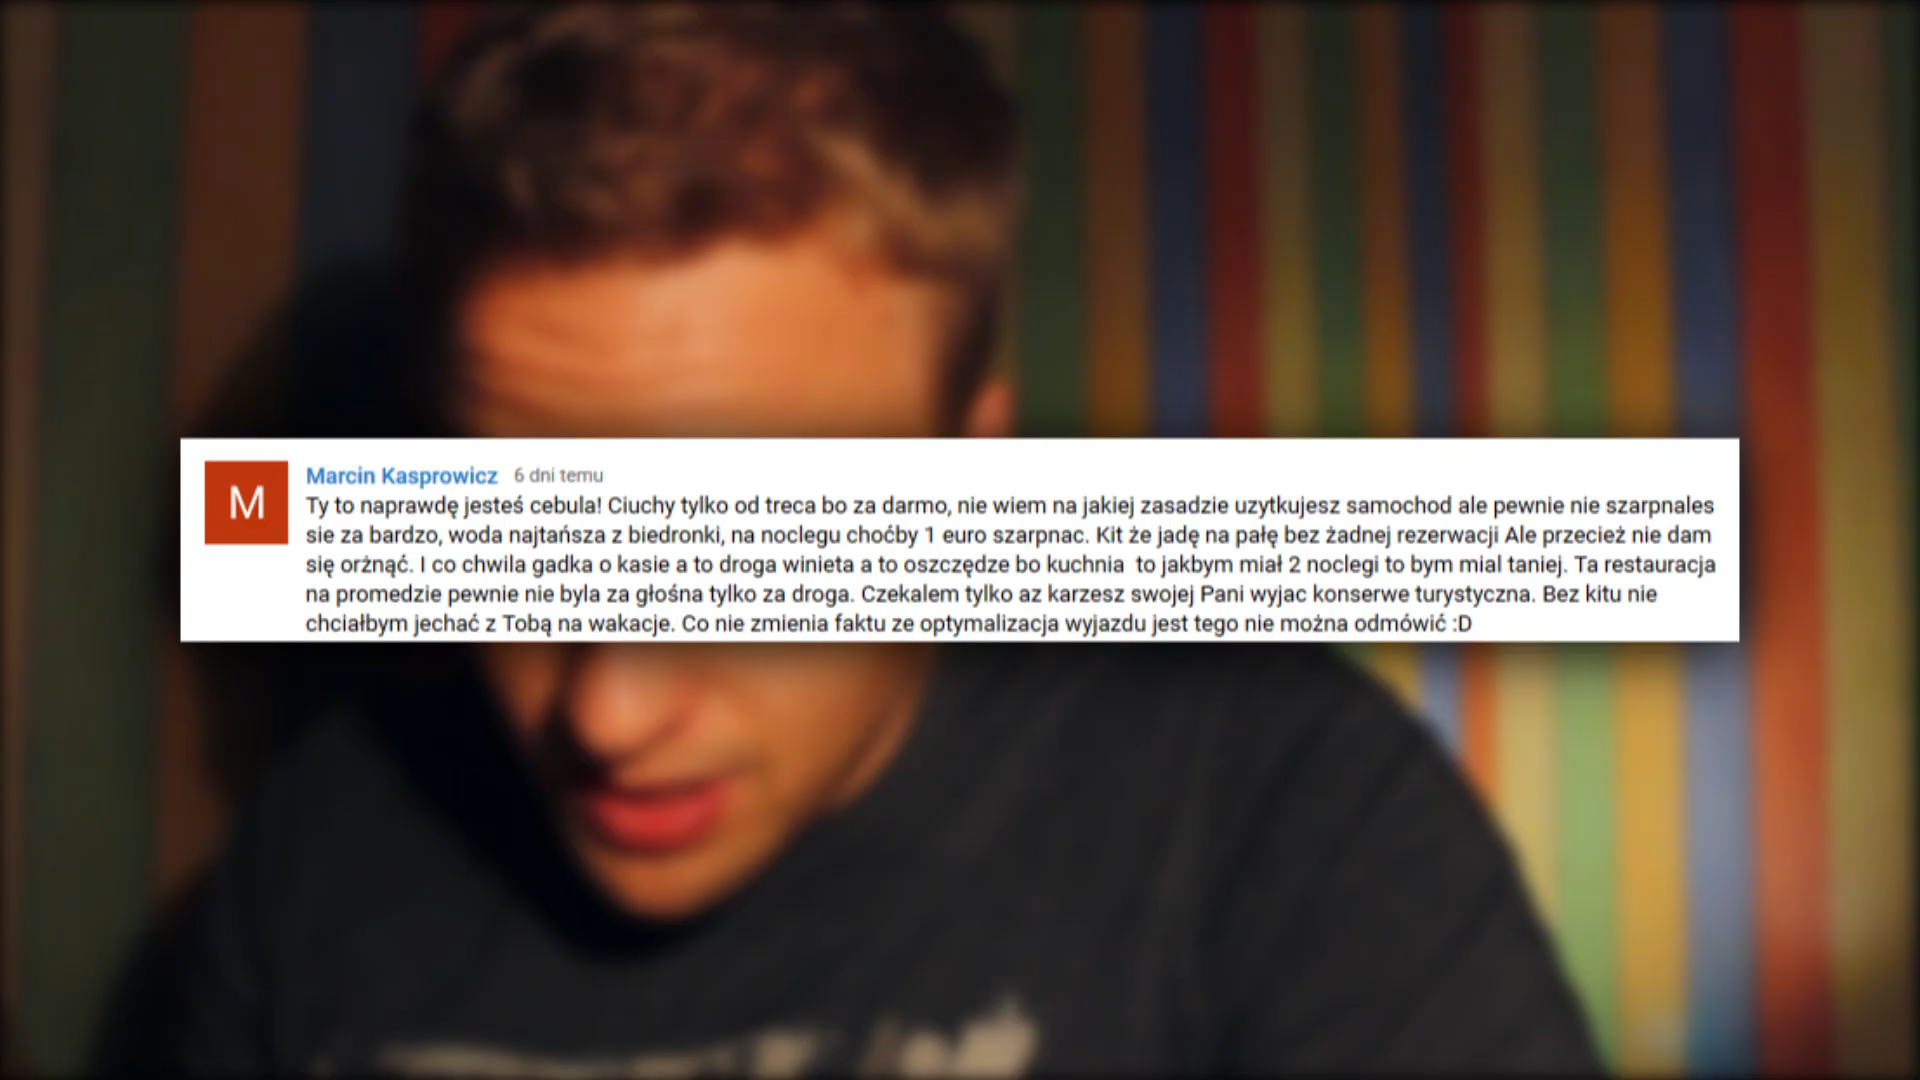 M
Marcin Kasprowicz 6 dni temu
Ty to naprawdę jesteś cebula! Ciuchy tylko od treca bo za darmo, nie wiem na jakiej zasadzie uzytkujesz samochod ale pewnie nie szarpnales
sie za bardzo, woda najtańsza z biedronki, na noclegu choćby 1 euro szarpnac. Kit że jadę na pałę bez żadnej rezerwacji Ale przecież nie dam
się orżnąć. I co chwila gadka o kasie a to droga winieta a to oszczędze bo kuchnia to jakbym miał 2 noclegi to bym mial taniej. Ta restauracja
na promedzie pewnie nie byla za głośna tylko za droga. Czekalem tylko az karzesz swojej Pani wyjac konserwe turystyczna. Bez kitu nie
chciałbym jechać z Tobą na wakacje. Co nie zmienia faktu ze optymalizacja wyjazdu jest tego nie można odmówić :D